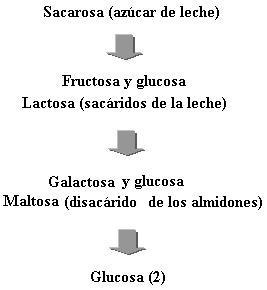 Sacarosa (azúcar de leche)
Fructosa y glucosa
Lactosa (sacáridos de la leche)
Galactosa y glucosa
Maltosa (disacárido de los almidones)
Glucosa (2)